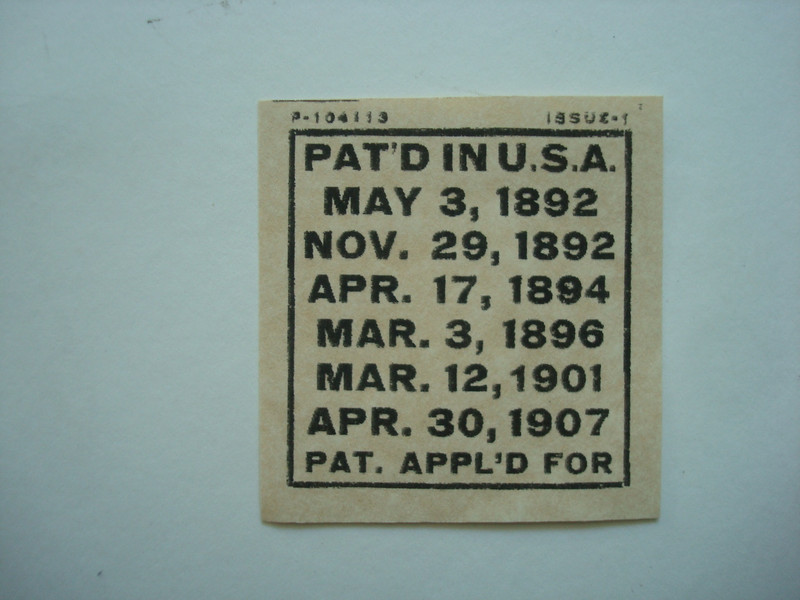 P-104113 ISSUE-1
PAT'D IN U.S.A.
MAY 3, 1892
NOV. 29, 1892
APR. 17, 1894
MAR. 3, 1896
MAR. 12, 1901
APR. 30, 1907
PAT. APPL'D FOR